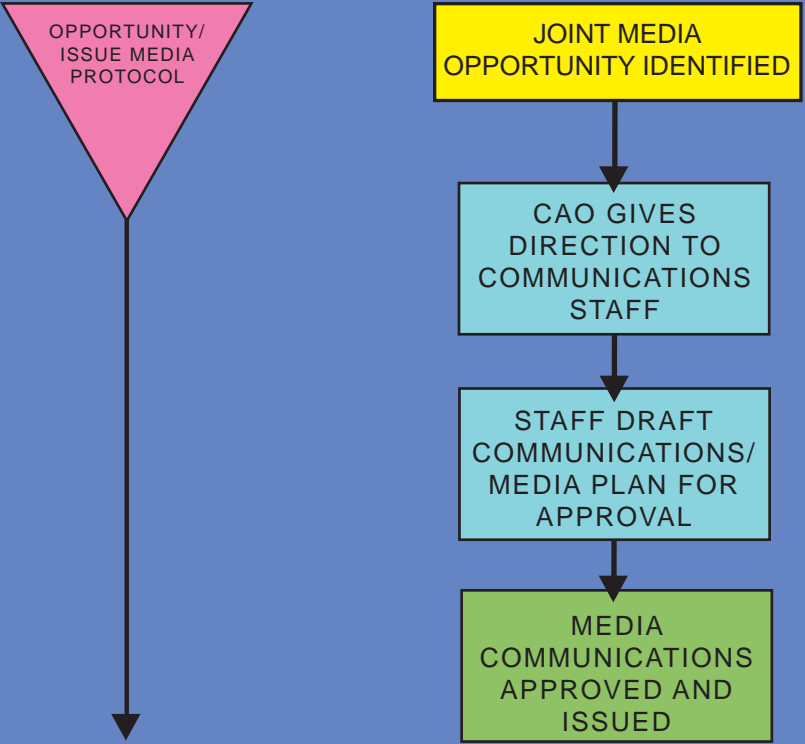 OPPORTUNITY/
ISSUE MEDIA
PROTOCOL
JOINT MEDIA
OPPORTUNITY IDENTIFIED
CAO GIVES
DIRECTION TO
COMMUNICATIONS
STAFF
STAFF DRAFT
COMMUNICATIONS/
MEDIA PLAN FOR
APPROVAL
MEDIA
COMMUNICATIONS
APPROVED AND
ISSUED